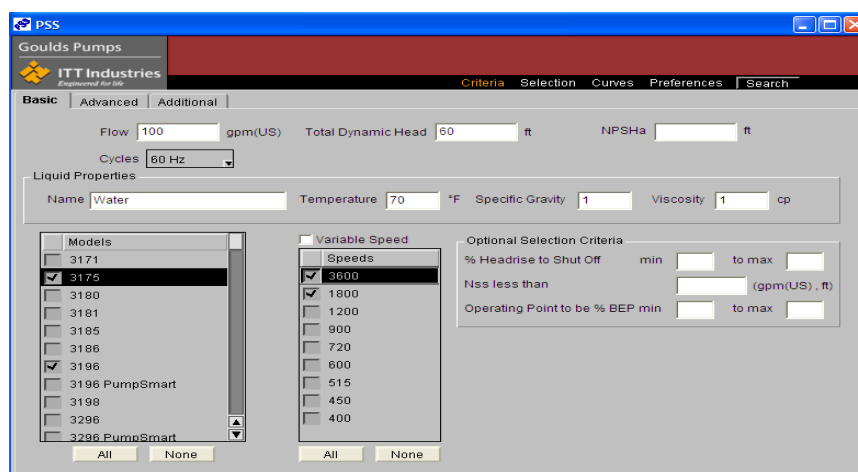 PSS
Goulds Pumps
ITT Industries
Engineered for life
Criteria Selection Curves Preferences Search
Basic Advanced Additional
Flow 100 gpm(US) Total Dynamic Head 60 ft NPSHa ft
Cycles 60 Hz
Liquid Properties
Name Water Temperature 70 °F Specific Gravity 1 Viscosity 1 cp
Models
3171
3175
3180
3181
3185
3186
3196
3196 PumpSmart
3198
3296
3296 PumpSmart
All None
Variable Speed
Speeds
3600
1800
1200
900
720
600
515
450
400
All None
Optional Selection Criteria
% Headrise to Shut Off min to max
Nss less than (gpm(US) , ft)
Operating Point to be % BEP min to max